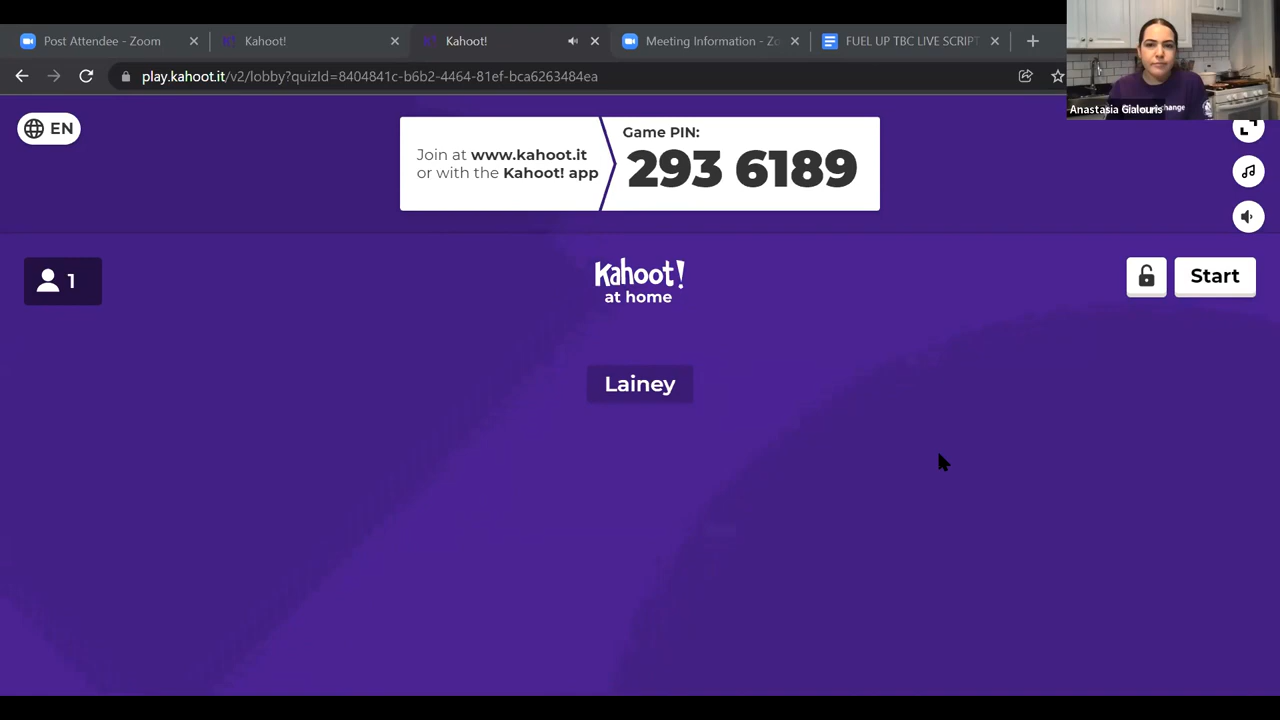 Post Attendee - Zoom
Kahoot!
Kahoot!
Meeting Information - Zo
FUEL UP TBC LIVE SCRIPT
play.kahoot.it/v2/lobby?quizId=8404841c-b6b2-4464-81ef-bca6263484ea
Anastasia Gialouris
change
EN
Join at www.kahoot.it
or with the Kahoot! app
Game PIN:
293 6189
1
Kahoot!
at home
Start
Lainey